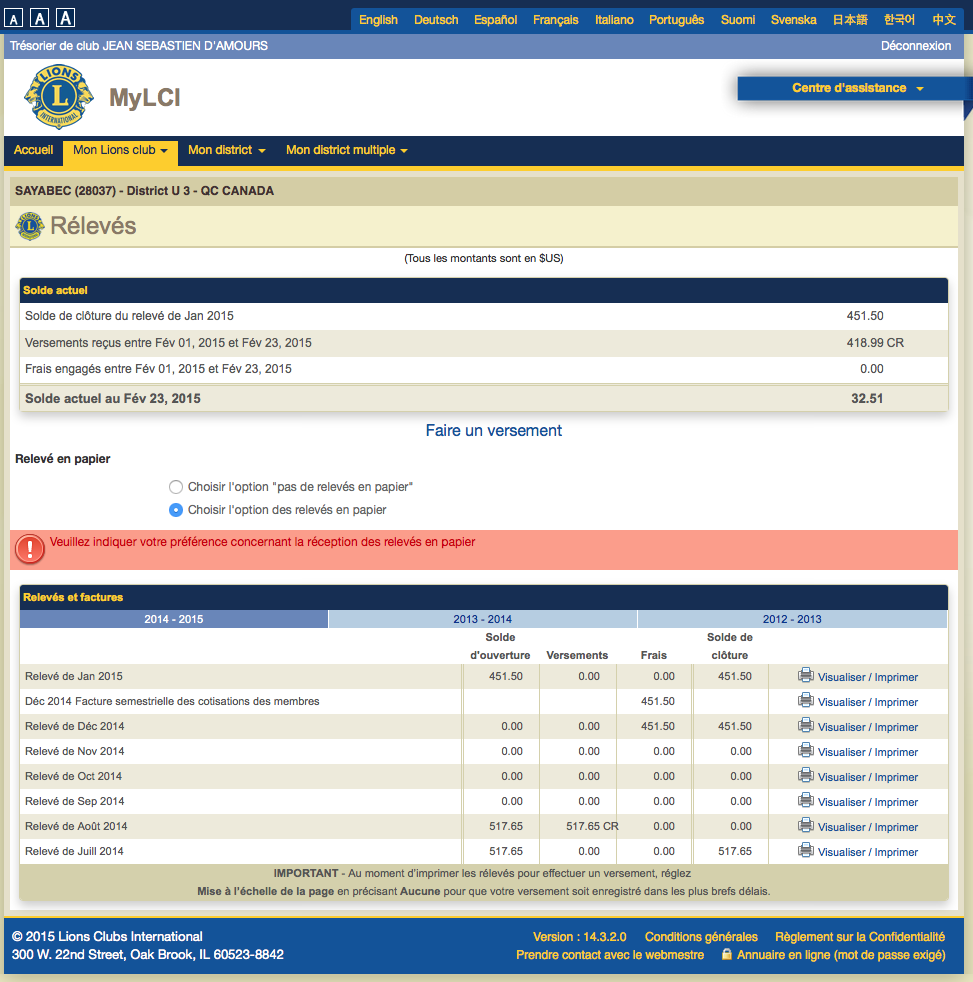 A A A English Deutsch Español Français Italiano Português Suomi Svenska 日本語 한국어 中文
Trésorier de club JEAN SEBASTIEN D'AMOURS Déconnexion
LIONS L INTERNATIONAL MyLCI
Centre d'assistance
Accueil Mon Lions club Mon district Mon district multiple
SAYABEC (28037) - District U 3 - QC CANADA
Rélevés
(Tous les montants sont en $US)
Solde actuel
Solde de clôture du relevé de Jan 2015 451.50
Versements reçus entre Fév 01, 2015 et Fév 23, 2015 418.99 CR
Frais engagés entre Fév 01, 2015 et Fév 23, 2015 0.00
Solde actuel au Fév 23, 2015 32.51
Faire un versement
Relevé en papier
Choisir l'option "pas de relevés en papier"
Choisir l'option des relevés en papier
! Veuillez indiquer votre préférence concernant la réception des relevés en papier
Relevés et factures
2014 - 2015 2013 - 2014 2012 - 2013
Solde Solde de
d'ouverture Versements Frais clôture
Relevé de Jan 2015 451.50 0.00 0.00 451.50 Visualiser / Imprimer
Déc 2014 Facture semestrielle des cotisations des membres 451.50 Visualiser / Imprimer
Relevé de Déc 2014 0.00 0.00 451.50 451.50 Visualiser / Imprimer
Relevé de Nov 2014 0.00 0.00 0.00 0.00 Visualiser / Imprimer
Relevé de Oct 2014 0.00 0.00 0.00 0.00 Visualiser / Imprimer
Relevé de Sep 2014 0.00 0.00 0.00 0.00 Visualiser / Imprimer
Relevé de Août 2014 517.65 517.65 CR 0.00 0.00 Visualiser / Imprimer
Relevé de Juill 2014 517.65 0.00 0.00 517.65 Visualiser / Imprimer
IMPORTANT - Au moment d'imprimer les rélevés pour effectuer un versement, réglez
Mise à l'échelle de la page en précisant Aucune pour que votre versement soit enregistré dans les plus brefs délais.
© 2015 Lions Clubs International Version : 14.3.2.0 Conditions générales Règlement sur la Confidentialité
300 W. 22nd Street, Oak Brook, IL 60523-8842 Prendre contact avec le webmestre Annuaire en ligne (mot de passe exigé)